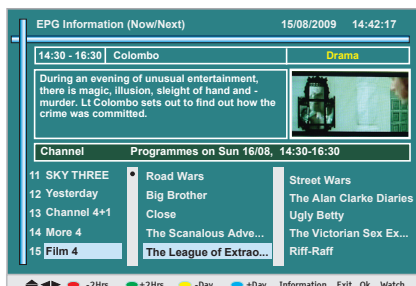 EPG Information (Now/Next) 15/08/2009 14:42:17
14:30 - 16:30 Colombo Drama
During an evening of unusual entertainment,
there is magic, illusion, sleight of hand and -
murder. Lt Colombo sets out to find out how the
crime was committed.
Channel Programmes on Sun 16/08, 14:30-16:30
11 SKY THREE Road Wars Street Wars
12 Yesterday Big Brother The Alan Clarke Diaries
13 Channel 4+1 Close Ugly Betty
14 More 4 The Scanalous Adve... The Victorian Sex Ex...
15 Film 4 The League of Extrao... Riff-Raff
-2Hrs +2Hrs -Day +Day Information Exit Ok Watch